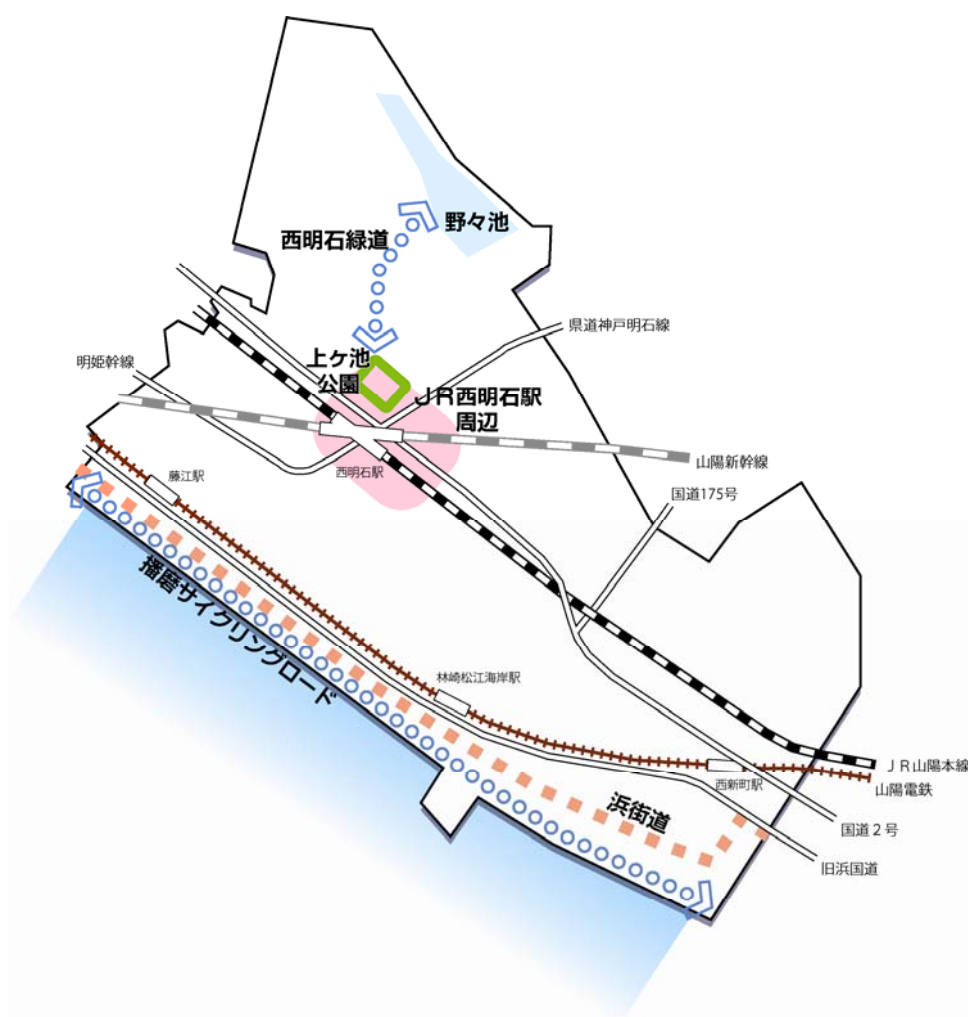 野々池
西明石緑道
県道神戸明石線
上ヶ池
公園
明姫幹線
JR西明石駅
周辺
山陽新幹線
西明石駅
藤江駅
国道175号
播磨サイクリングロード
林崎松江海岸駅
JR山陽本線
西新町駅
山陽電鉄
浜街道
国道2号
旧浜国道